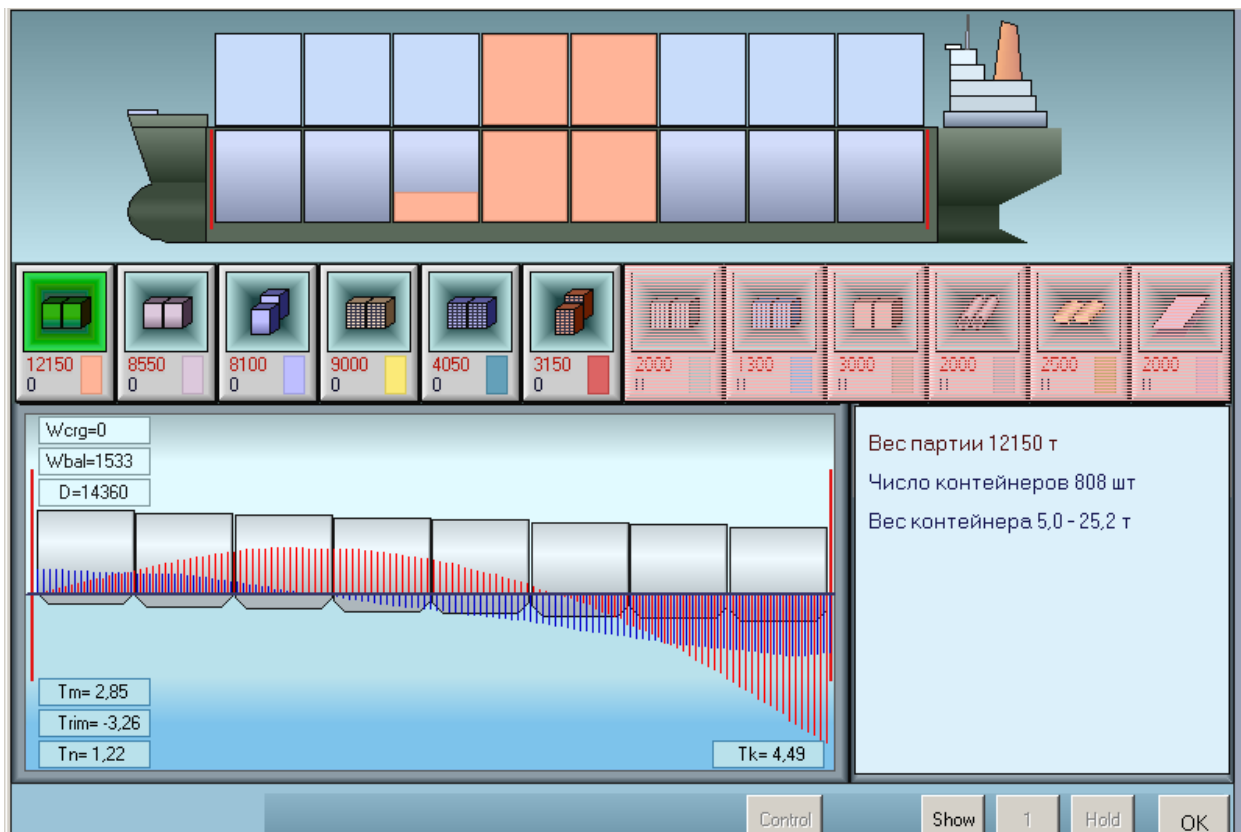 12150
0
8550
0
8100
0
9000
0
4050
0
3150
0
2000
1300
3000
2000
2500
2000
Wcrg=0
Wbal=1533
D=14360
Tm= 2,85
Trim= -3,26
Tn= 1,22
Tk= 4,49
Вес партии 12150 т
Число контейнеров 808 шт
Вес контейнера 5,0 - 25,2 т
Control
Show
1
Hold
OK